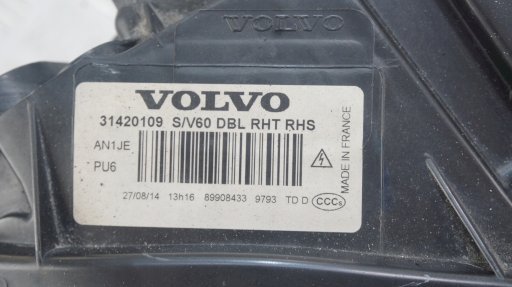 VOLVO
VOLVO
31420109 S/V60 DBL RHT RHS
AN1JE
PU6
MADE IN FRANCE
27/08/14 13h16 89908433 9793 TD D
CCCs